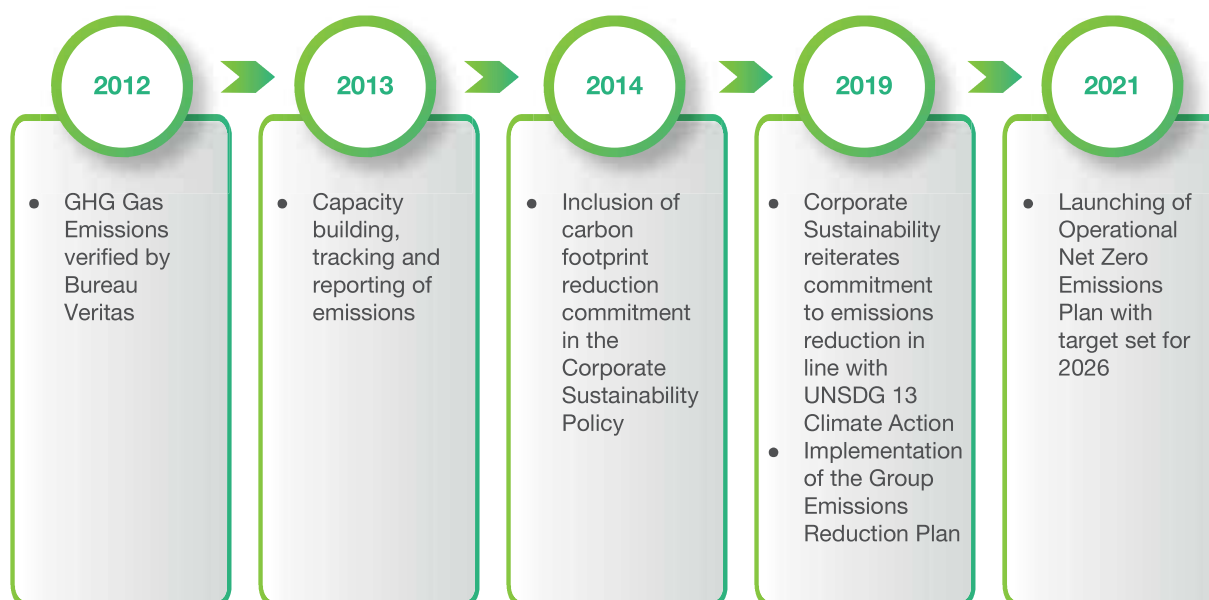 2012
2013
2014
2019
2021
● GHG Gas
Emissions
verified by
Bureau
Veritas
● Capacity
building,
tracking and
reporting of
emissions
● Inclusion of
carbon
footprint
reduction
commitment
in the
Corporate
Sustainability
Policy
● Corporate
Sustainability
reiterates
commitment
to emissions
reduction in
line with
UNSDG 13
Climate Action
● Implementation
of the Group
Emissions
Reduction Plan
● Launching of
Operational
Net Zero
Emissions
Plan with
target set for
2026